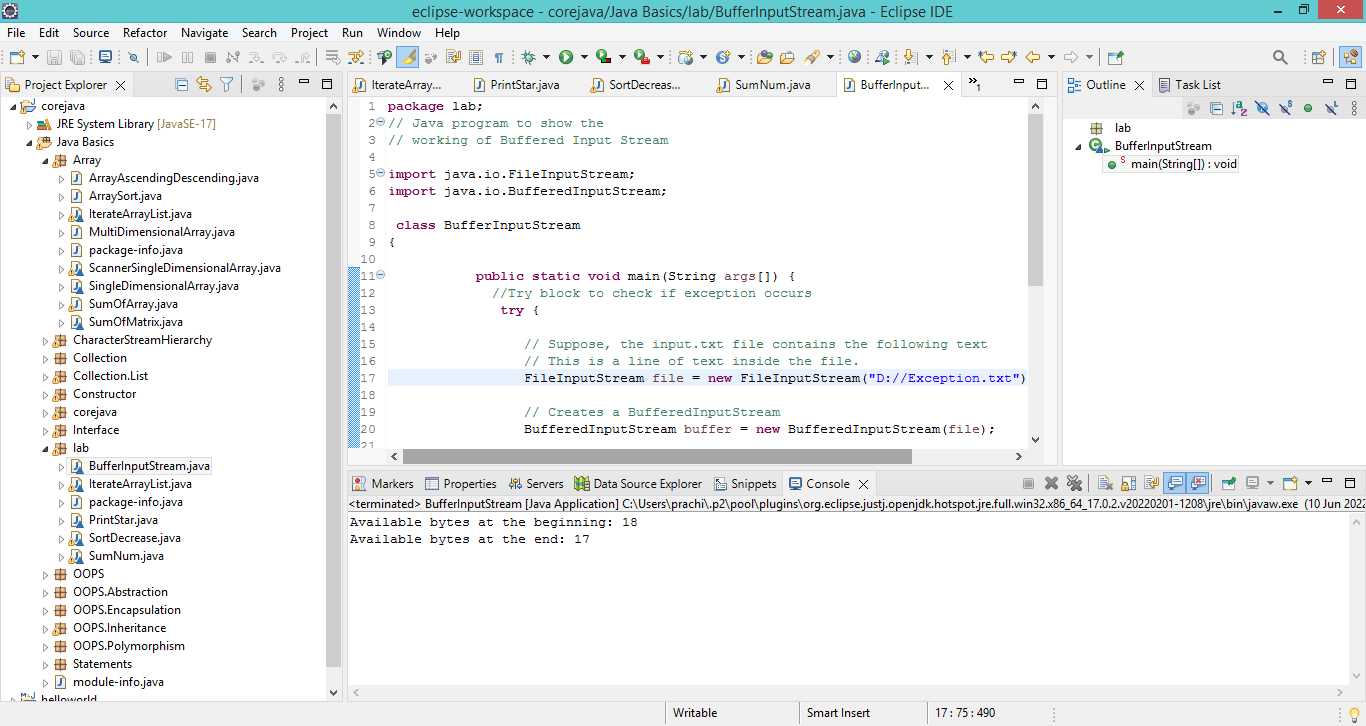 eclipse-workspace - corejava/Java Basics/lab/BufferInputStream.java - Eclipse IDE
File Edit Source Refactor Navigate Search Project Run Window Help
Project Explorer
corejava
JRE System Library [JavaSE-17]
Java Basics
Array
ArrayAscendingDescending.java
ArraySort.java
IterateArrayList.java
MultiDimensionalArray.java
package-info.java
ScannerSingleDimensionalArray.java
SingleDimensionalArray.java
SumOfArray.java
SumOfMatrix.java
CharacterStreamHierarchy
Collection
Collection.List
Constructor
corejava
Interface
lab
BufferInputStream.java
IterateArrayList.java
package-info.java
PrintStar.java
SortDecrease.java
SumNum.java
OOPS
OOPS.Abstraction
OOPS.Encapsulation
OOPS.Inheritance
OOPS.Polymorphism
Statements
module-info.java
helloworld
IterateArray... PrintStar.java SortDecreas... SumNum.java BufferInput... »1
1 package lab;
2 // Java program to show the
3 // working of Buffered Input Stream
4
5 import java.io.FileInputStream;
6 import java.io.BufferedInputStream;
7
8 class BufferInputStream
9 {
10
11 public static void main(String args[]) {
12 //Try block to check if exception occurs
13 try {
14
15 // Suppose, the input.txt file contains the following text
16 // This is a line of text inside the file.
17 FileInputStream file = new FileInputStream("D://Exception.txt")
18
19 // Creates a BufferedInputStream
20 BufferedInputStream buffer = new BufferedInputStream(file);
21
Outline Task List
lab
BufferInputStream
main(String[]) : void
Markers Properties Servers Data Source Explorer Snippets Console
<terminated> BufferInputStream [Java Application] C:\Users\prachi\.p2\pool\plugins\org.eclipse.justj.openjdk.hotspot.jre.full.win32.x86_64_17.0.2.v20220201-1208\jre\bin\javaw.exe (10 Jun 2022
Available bytes at the beginning: 18
Available bytes at the end: 17
Writable Smart Insert 17 : 75 : 490